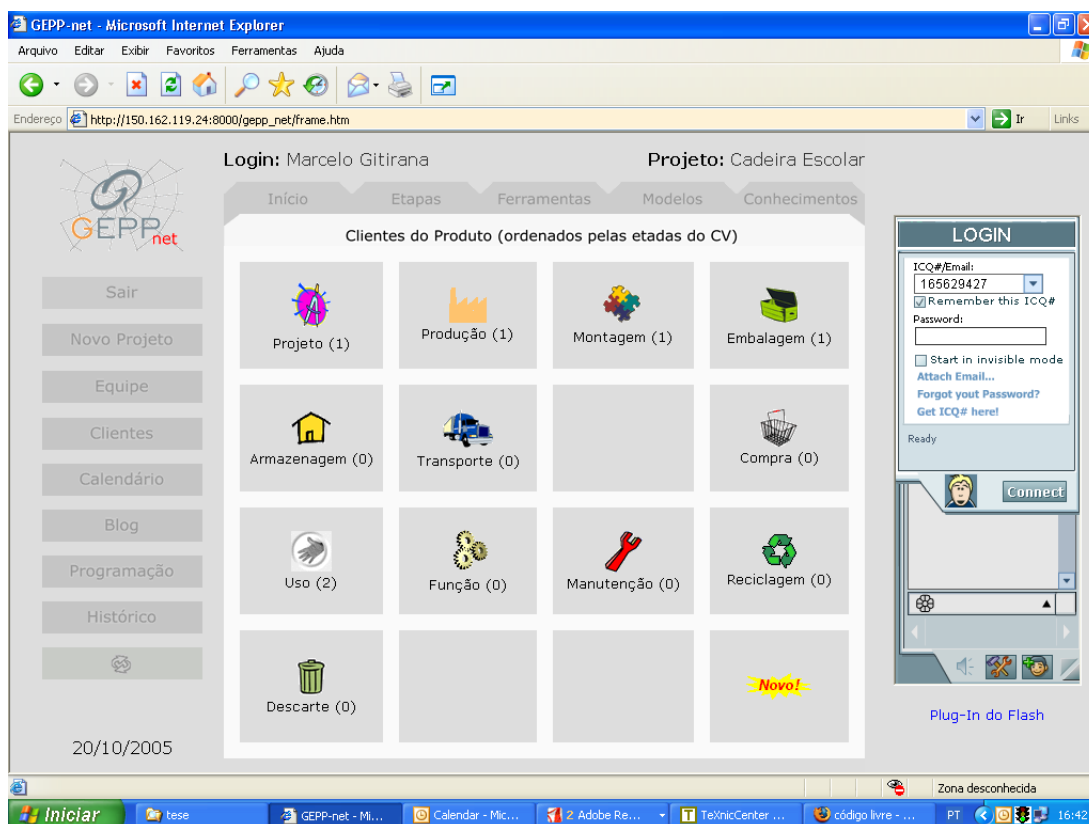 GEPP-net - Microsoft Internet Explorer
Arquivo Editar Exibir Favoritos Ferramentas Ajuda
Endereço http://150.162.119.24:8000/gepp_net/frame.htm Ir Links
Login: Marcelo Gitirana Projeto: Cadeira Escolar
GEPP net
Início Etapas Ferramentas Modelos Conhecimentos
Clientes do Produto (ordenados pelas etadas do CV)
Sair
Novo Projeto
Equipe
Clientes
Calendário
Blog
Programação
Histórico
20/10/2005
Projeto (1) Produção (1) Montagem (1) Embalagem (1)
Armazenagem (0) Transporte (0) Compra (0)
Uso (2) Função (0) Manutenção (0) Reciclagem (0)
Descarte (0) Novo!
LOGIN
ICQ#/Email:
165629427
Remember this ICQ#
Password:
Start in invisible mode
Attach Email...
Forgot yout Password?
Get ICQ# here!
Ready
Connect
Plug-In do Flash
Zona desconhecida
Iniciar tese GEPP-net - Mi... Calendar - Mic... 2 Adobe Re... TeXnicCenter ... código livre - ... PT 16:42